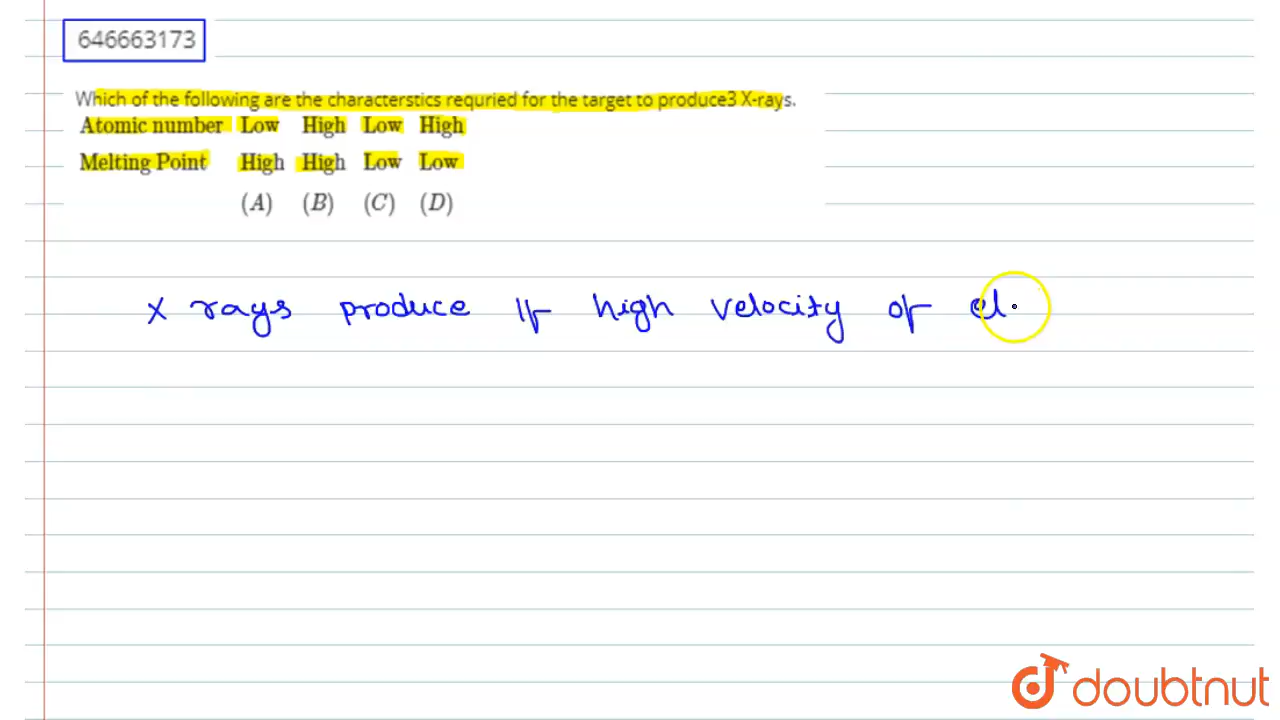 646663173
Which of the following are the characterstics requried for the target to produce3 X-rays.
Atomic number Low High Low High
Melting Point High High Low Low
(A) (B) (C) (D)
X rays produce If high velocity of el
doubtnut